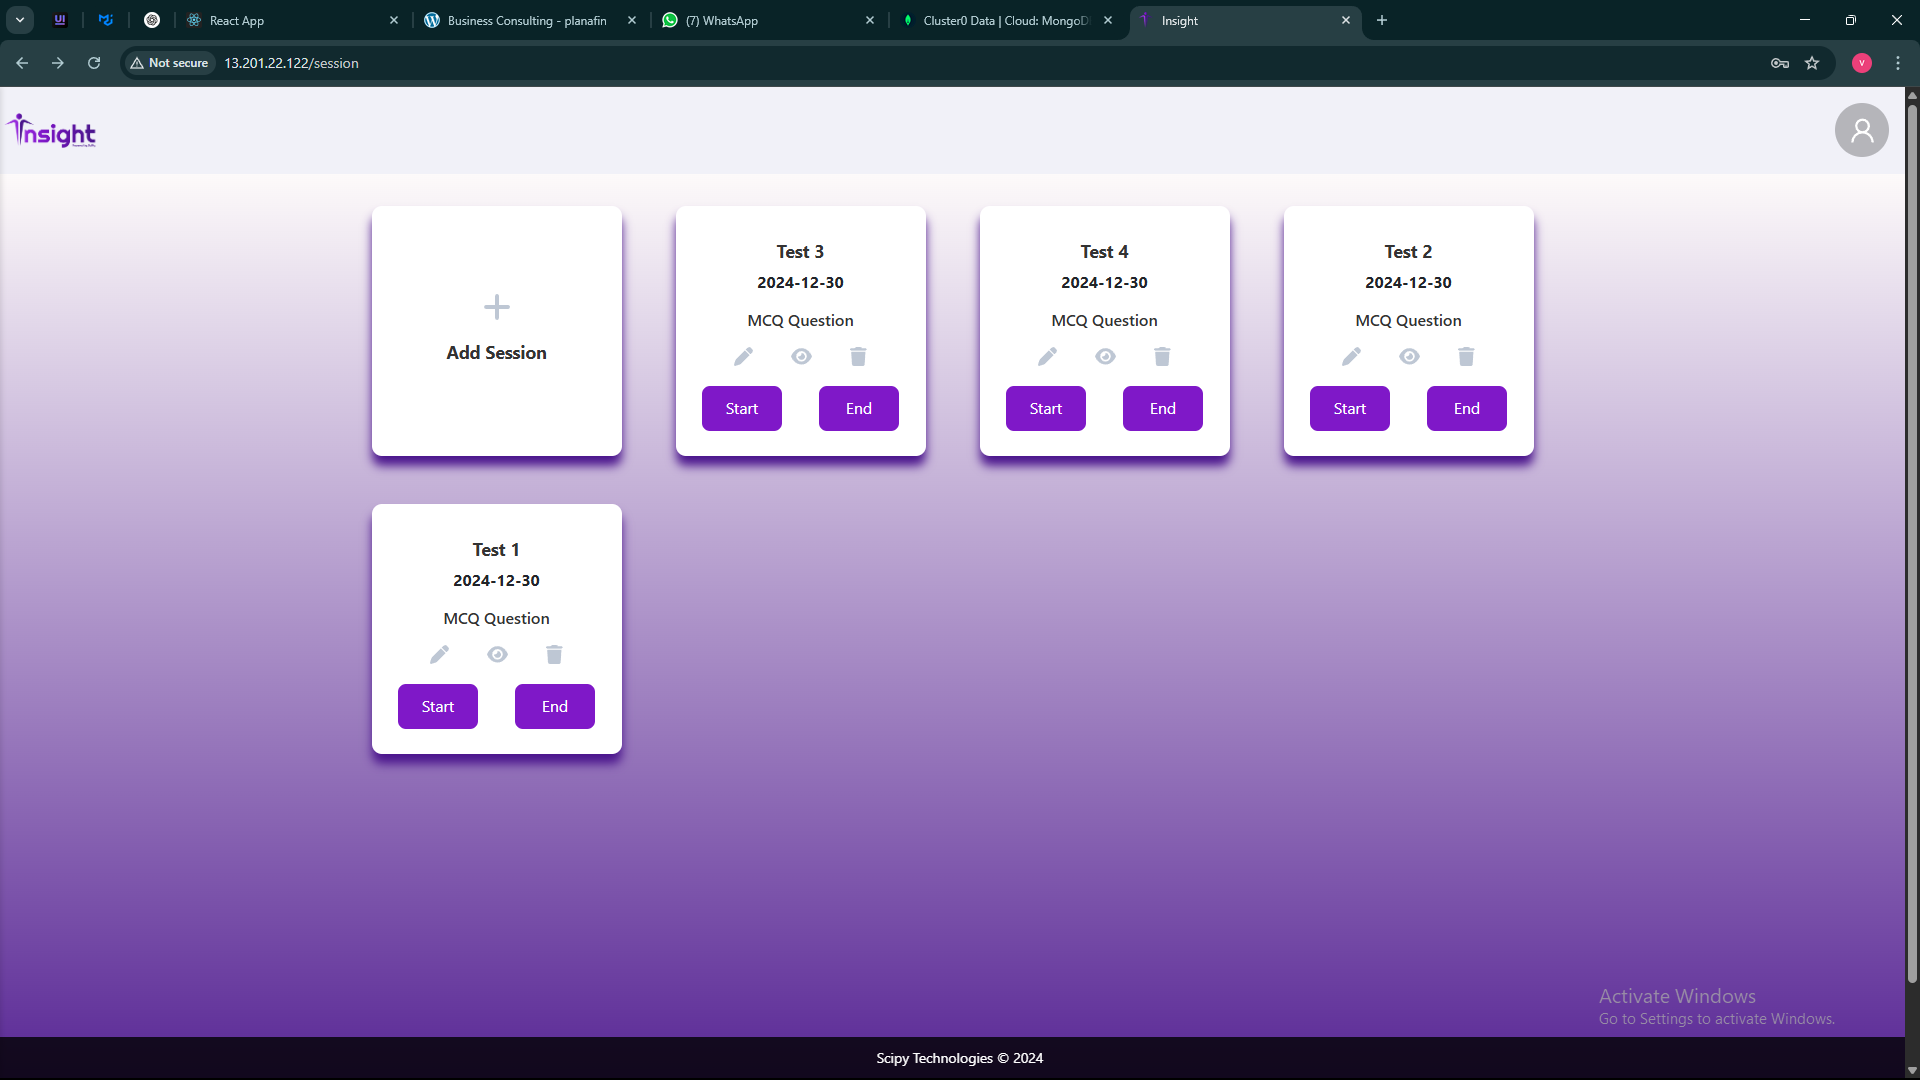 UI
React App
Business Consulting - planafin
(7) WhatsApp
Cluster0 Data | Cloud: MongoD
Insight
Not secure
13.201.22.122/session
V
Insight
Add Session
Test 3
2024-12-30
MCQ Question
Start
End
Test 4
2024-12-30
MCQ Question
Start
End
Test 2
2024-12-30
MCQ Question
Start
End
Test 1
2024-12-30
MCQ Question
Start
End
Activate Windows
Go to Settings to activate Windows.
Scipy Technologies © 2024